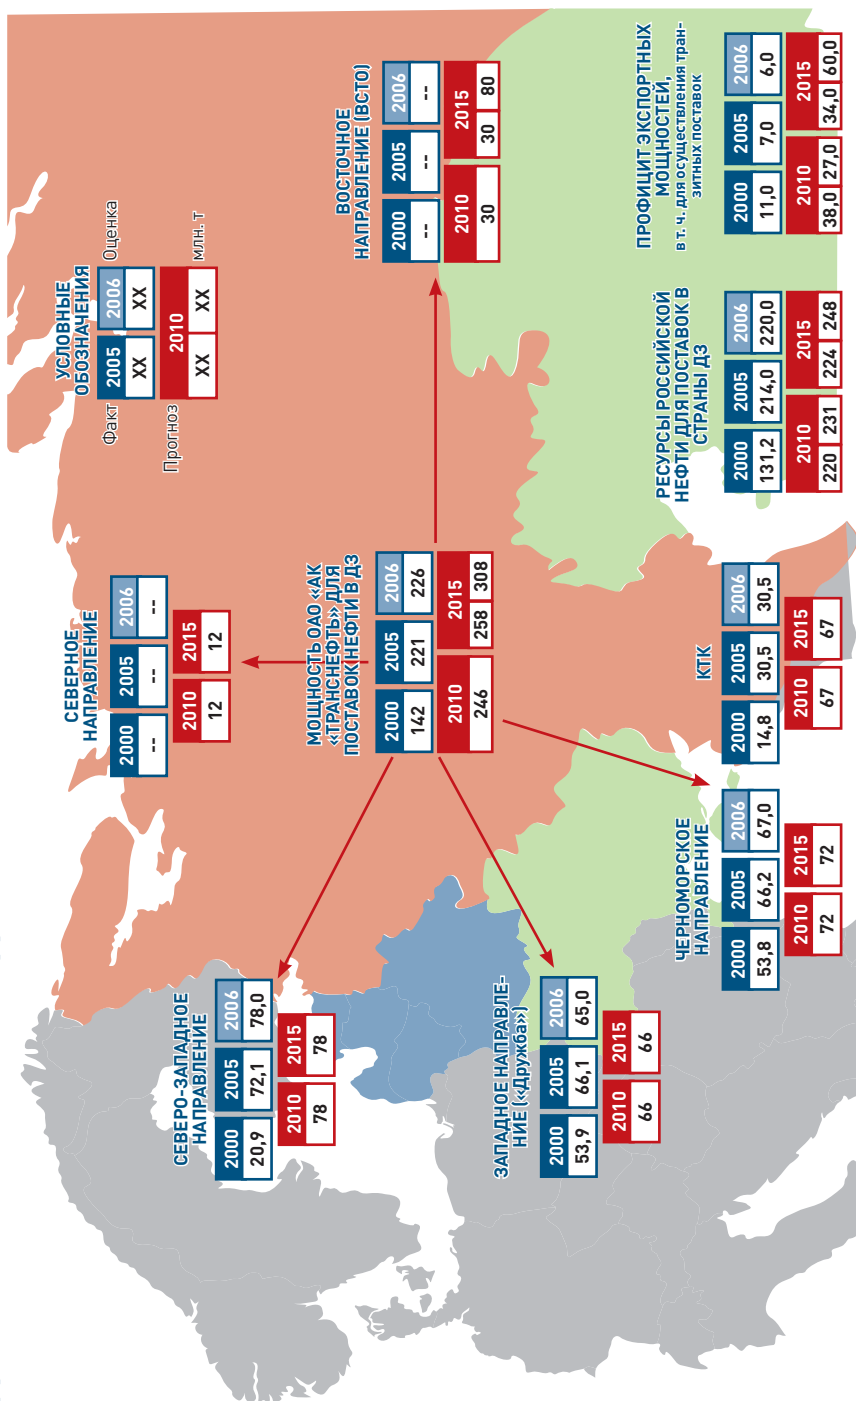 УСЛОВНЫЕ
ОБОЗНАЧЕНИЯ
Факт
2005 2006
Оценка
XX XX
Прогноз
2010
млн. т
XX XX
СЕВЕРНОЕ
НАПРАВЛЕНИЕ
2000 2005 2006
-- -- --
2010 2015
12 12
СЕВЕРО-ЗАПАДНОЕ
НАПРАВЛЕНИЕ
2000 2005 2006
20,9 72,1 78,0
2010 2015
78 78
МОЩНОСТЬ ОАО «АК
«ТРАНСНЕФТЬ» ДЛЯ
ПОСТАВОК НЕФТИ В ДЗ
2000 2005 2006
142 221 226
2010 2015
246 258 308
ВОСТОЧНОЕ
НАПРАВЛЕНИЕ (ВСТО)
2000 2005 2006
-- -- --
2010 2015
30 30 80
ЗАПАДНОЕ НАПРАВЛЕ-
НИЕ («Дружба»)
2000 2005 2006
53,9 66,1 65,0
2010 2015
66 66
ЧЕРНОМОРСКОЕ
НАПРАВЛЕНИЕ
2000 2005 2006
53,8 66,2 67,0
2010 2015
72 72
КТК
2000 2005 2006
14,8 30,5 30,5
2010 2015
67 67
РЕСУРСЫ РОССИЙСКОЙ
НЕФТИ ДЛЯ ПОСТАВОК В
СТРАНЫ ДЗ
2000 2005 2006
131,2 214,0 220,0
2010 2015
220 231 224 248
ПРОФИЦИТ ЭКСПОРТНЫХ
МОЩНОСТЕЙ,
в т. ч. для осуществления тран-
зитных поставок
2000 2005 2006
11,0 7,0 6,0
2010 2015
38,0 27,0 34,0 60,0